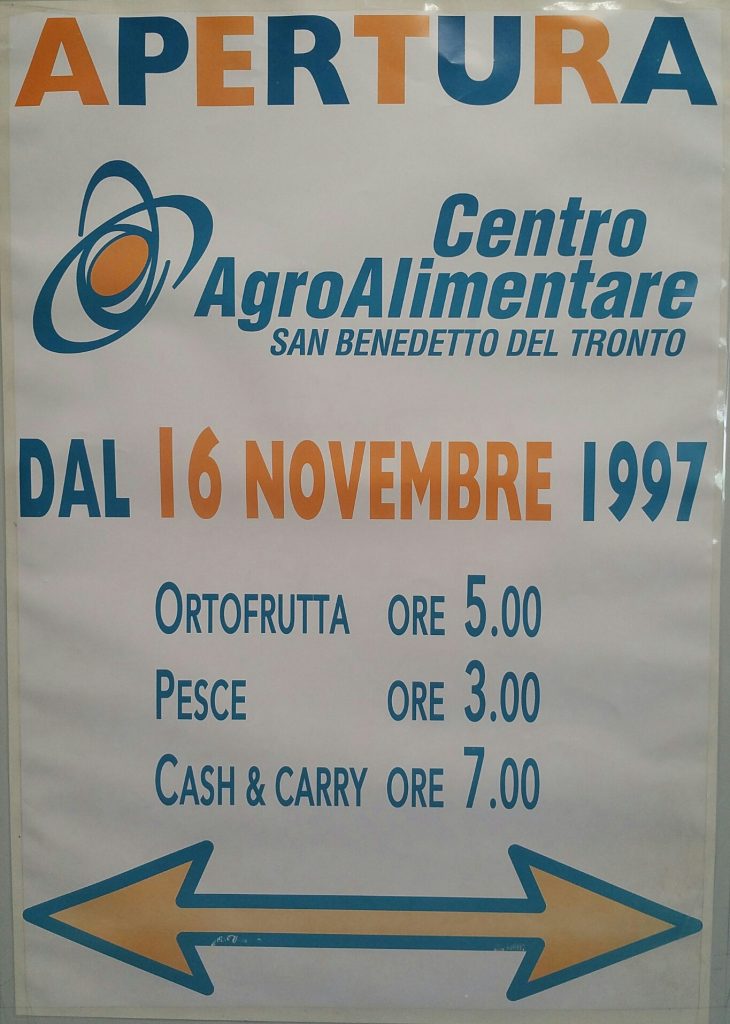 APERTURA
Centro
AgroAlimentare
SAN BENEDETTO DEL TRONTO
DAL 16 NOVEMBRE 1997
ORTOFRUTTA ORE 5.00
PESCE ORE 3.00
CASH & CARRY ORE 7.00